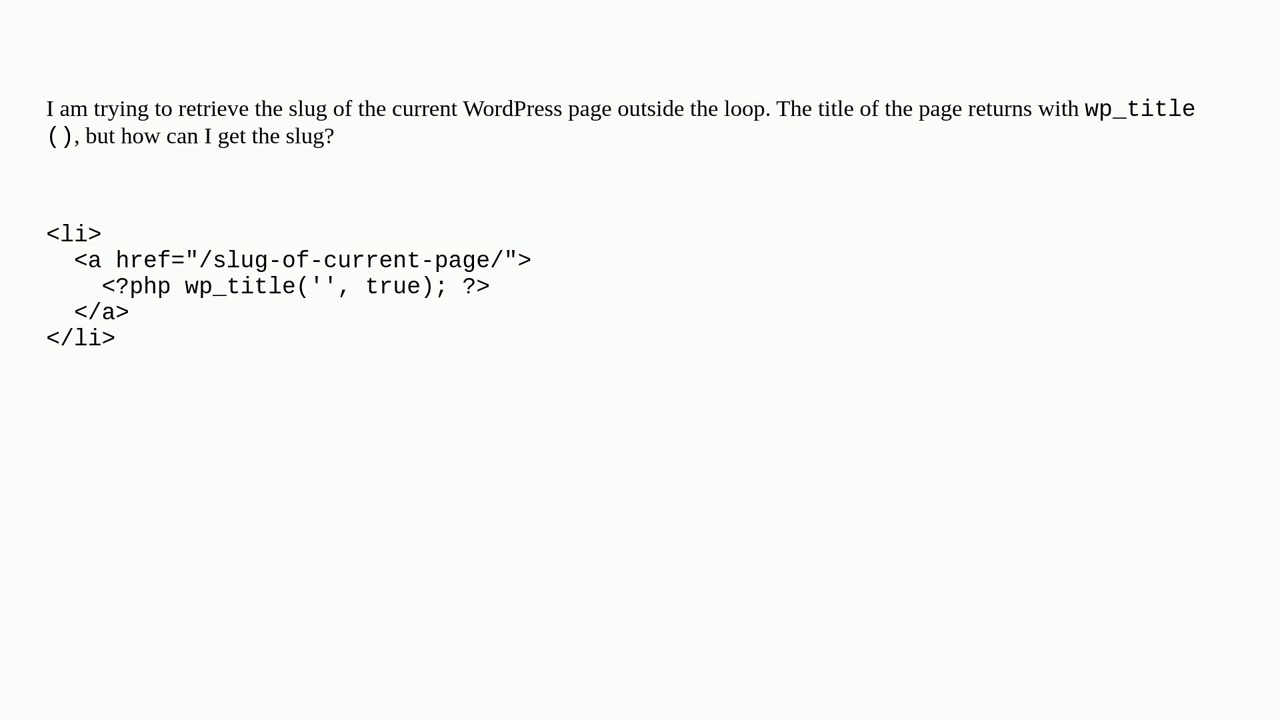 I am trying to retrieve the slug of the current WordPress page outside the loop. The title of the page returns with wp_title
(), but how can I get the slug?
<li>
  <a href="/slug-of-current-page/">
    <?php wp_title('', true); ?>
  </a>
</li>